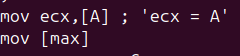 mov ecx,[A] ; 'ecx = A'
mov [max]